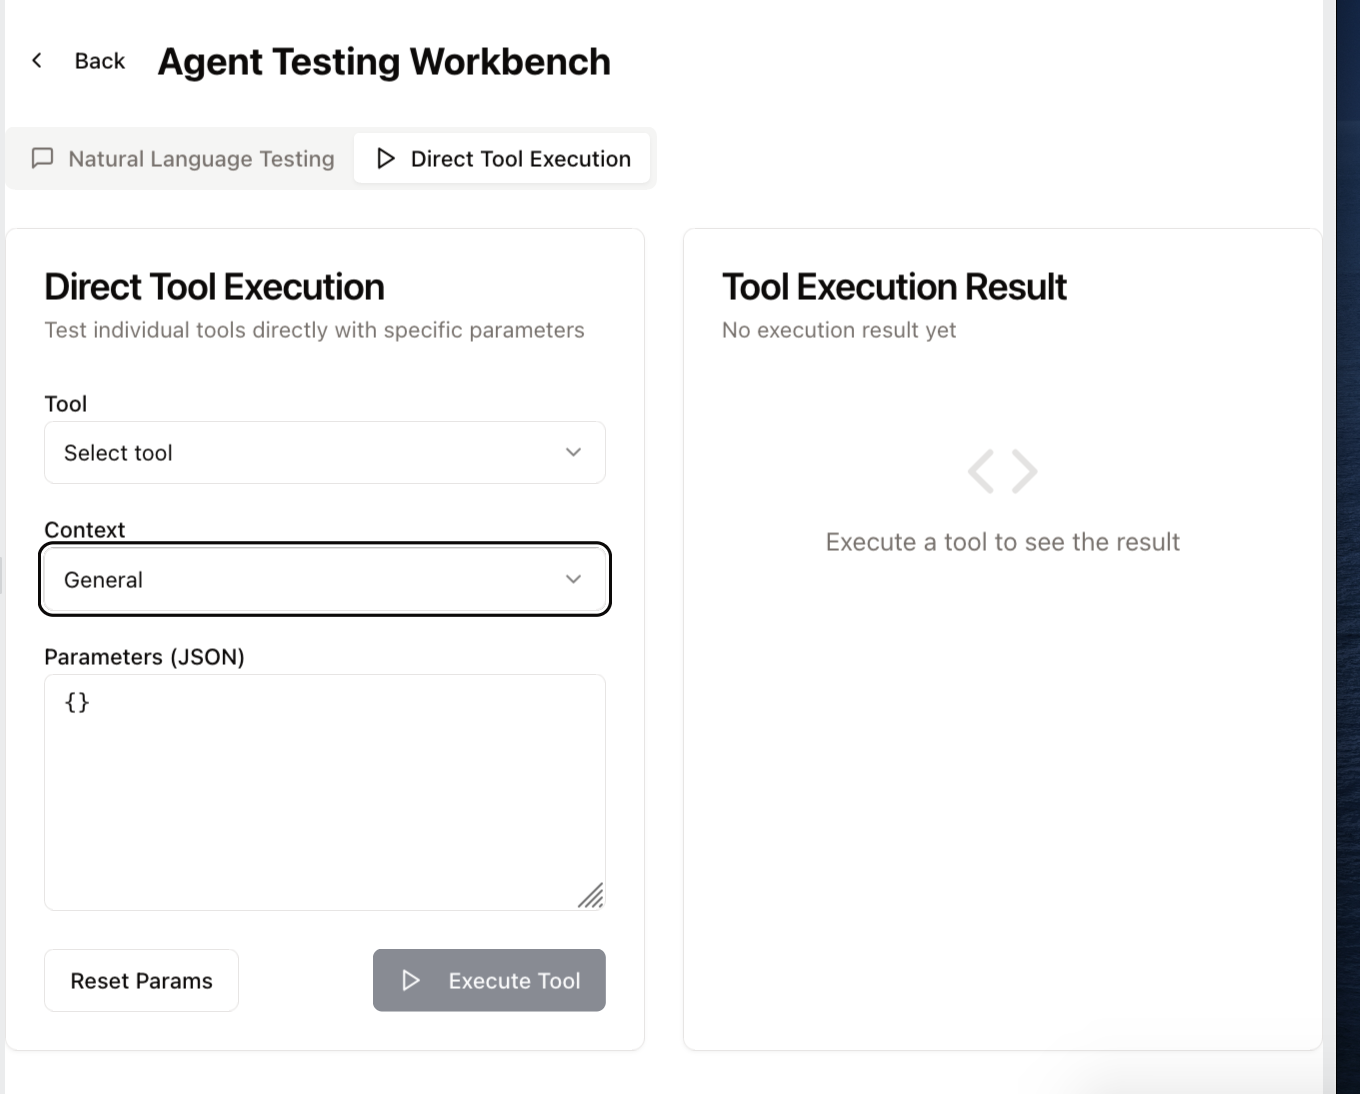 Back
Agent Testing Workbench
Natural Language Testing
Direct Tool Execution
Direct Tool Execution
Test individual tools directly with specific parameters
Tool
Select tool
Context
General
Parameters (JSON)
{}
Reset Params
Execute Tool
Tool Execution Result
No execution result yet
Execute a tool to see the result